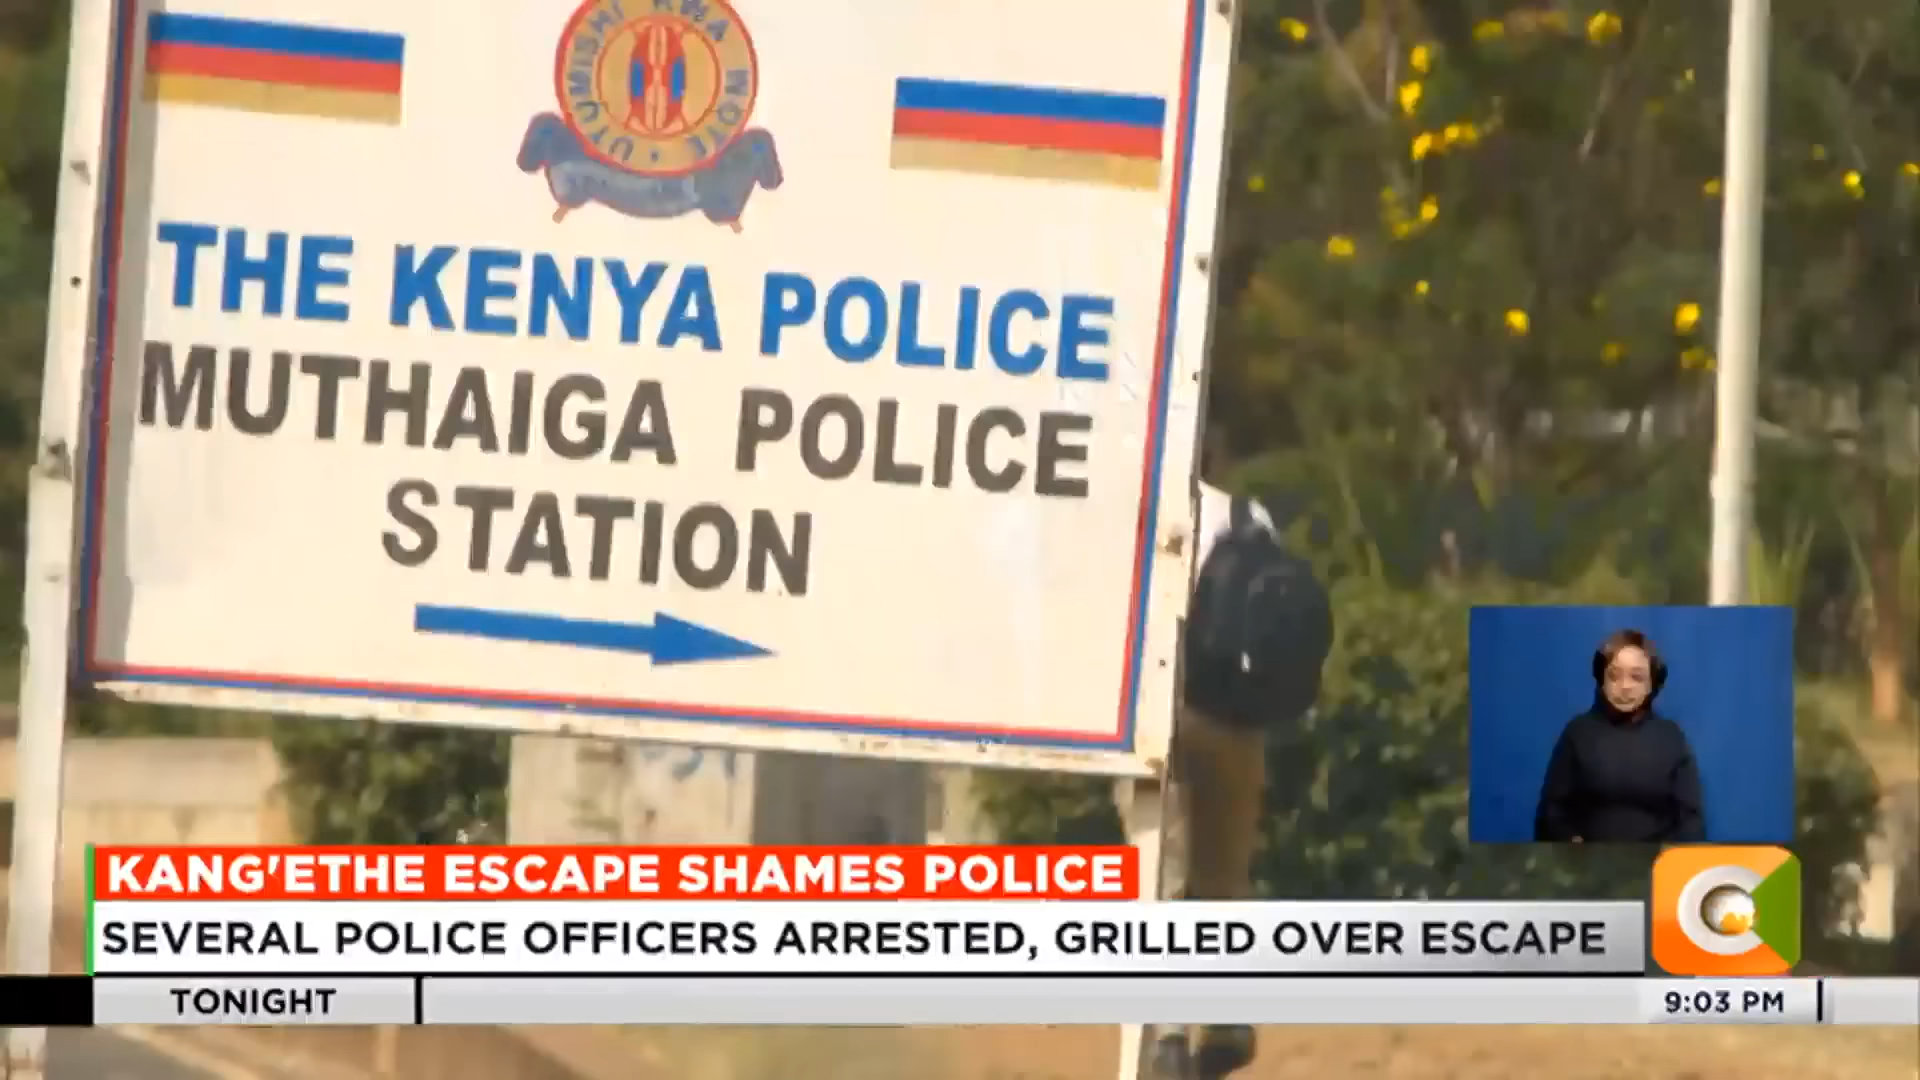 UTUMISHI KWA WOTE
THE KENYA POLICE
MUTHAIGA POLICE
STATION
KANG'ETHE ESCAPE SHAMES POLICE
SEVERAL POLICE OFFICERS ARRESTED, GRILLED OVER ESCAPE
TONIGHT
9:03 PM